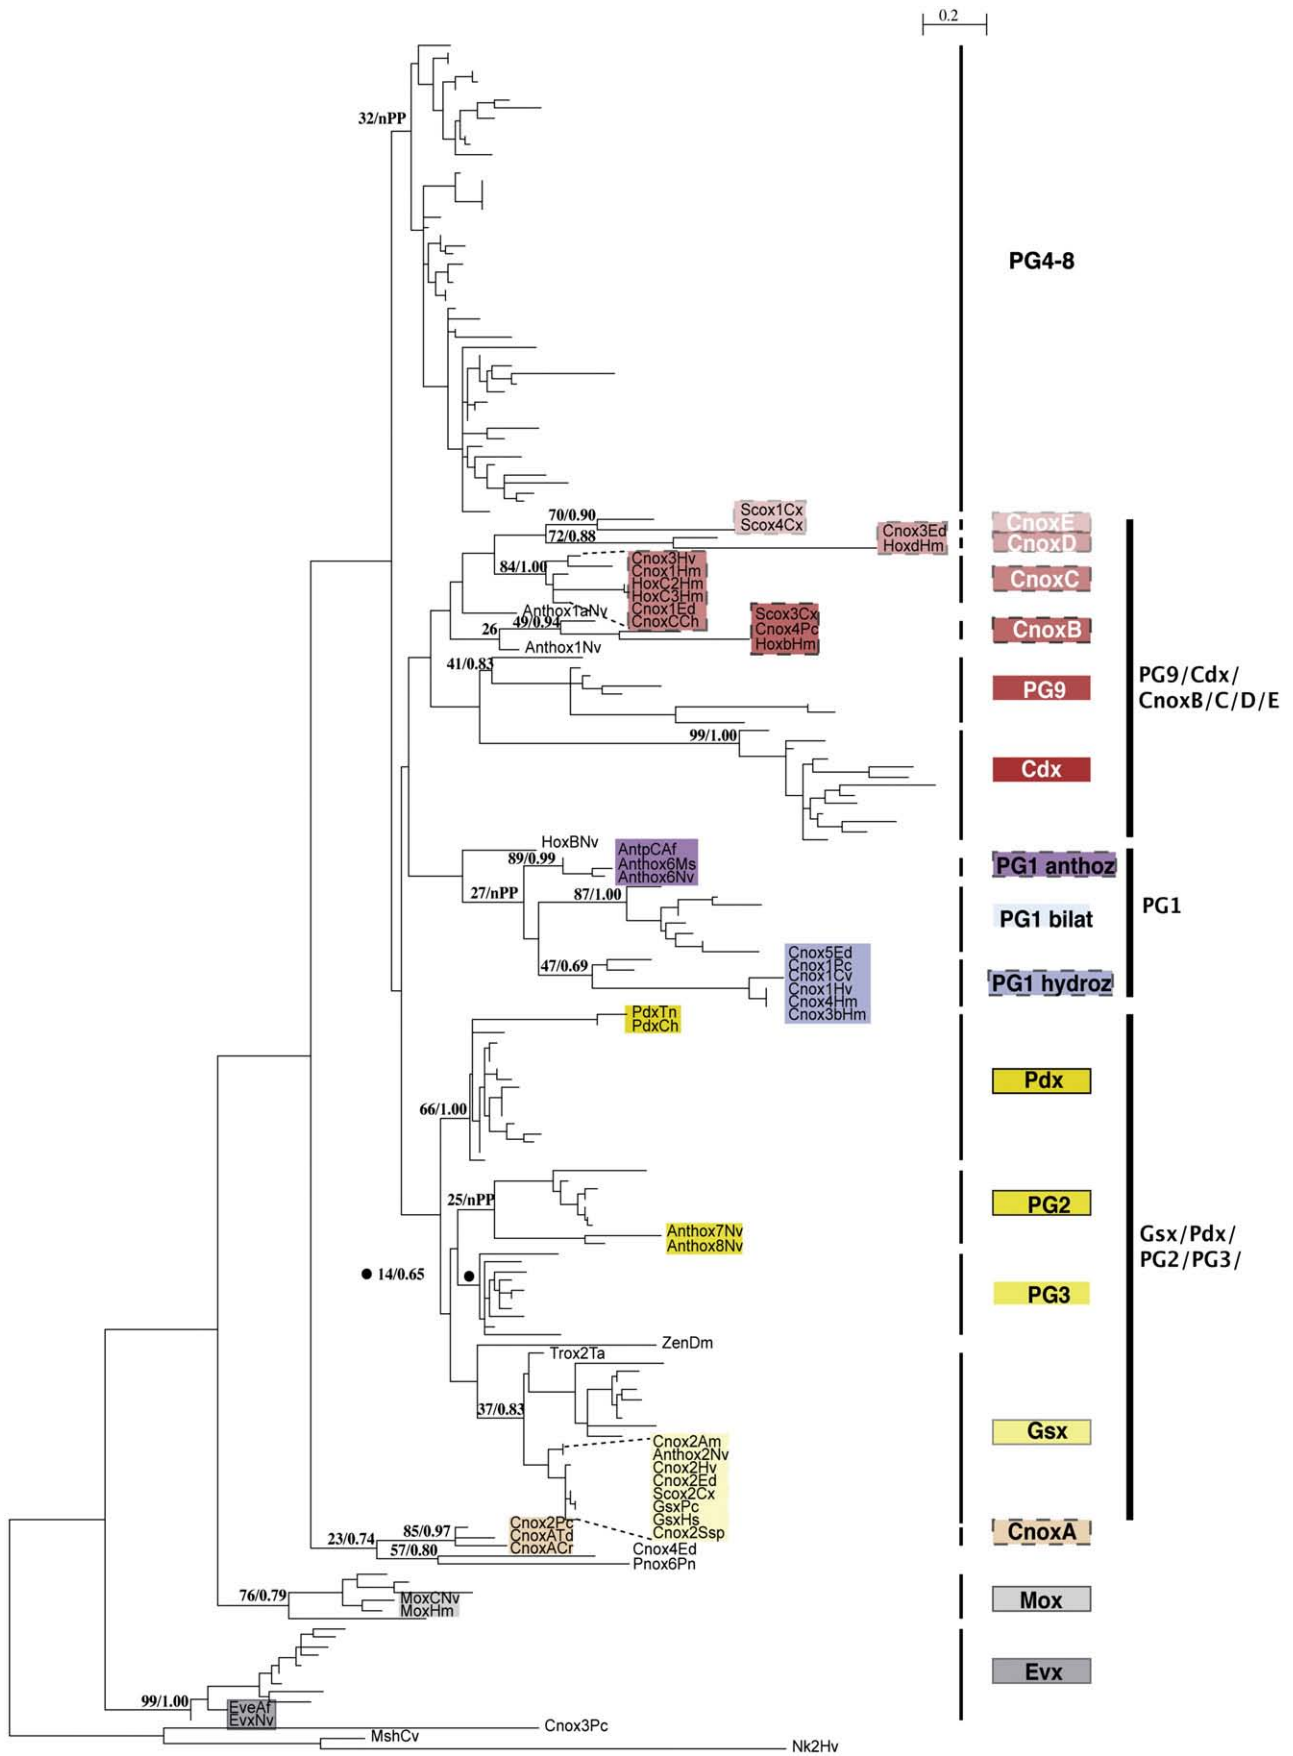 0.2
32/nPP
PG4-8
70/0.90
Scox1Cx
Scox4Cx
72/0.88
Cnox3Ed
HoxdHm
CnoxE
CnoxD
84/1.00
Cnox3Hv
Cnox1Hm
HoxC2Hm
HoxC3Hm
Cnox1Ed
CnoxCCh
CnoxC
Anthox1aNv
49/0.94
26
Scox3Cx
Cnox4Pc
HoxbHm
CnoxB
Anthox1Nv
41/0.83
PG9
PG9/Cdx/
CnoxB/C/D/E
99/1.00
Cdx
HoxBNv
89/0.99
AntpCAf
Anthox6Ms
Anthox6Nv
PG1 anthoz
27/nPP
87/1.00
PG1 bilat
PG1
47/0.69
Cnox5Ed
Cnox1Pc
Cnox1Cv
Cnox1Hv
Cnox4Hm
Cnox3bHm
PG1 hydroz
PdxTn
PdxCh
Pdx
66/1.00
25/nPP
PG2
Anthox7Nv
Anthox8Nv
Gsx/Pdx/
PG2/PG3/
14/0.65
PG3
ZenDm
Trox2Ta
37/0.83
Gsx
Cnox2Am
Anthox2Nv
Cnox2Hv
Cnox2Ed
Scox2Cx
GsxPc
GsxHs
Cnox2Ssp
23/0.74
85/0.97
Cnox2Pc
CnoxATd
CnoxACr
CnoxA
57/0.80
Cnox4Ed
Pnox6Pn
76/0.79
MoxCNv
MoxHm
Mox
Evx
99/1.00
EveAf
EvxNv
Cnox3Pc
MshCv
Nk2Hv